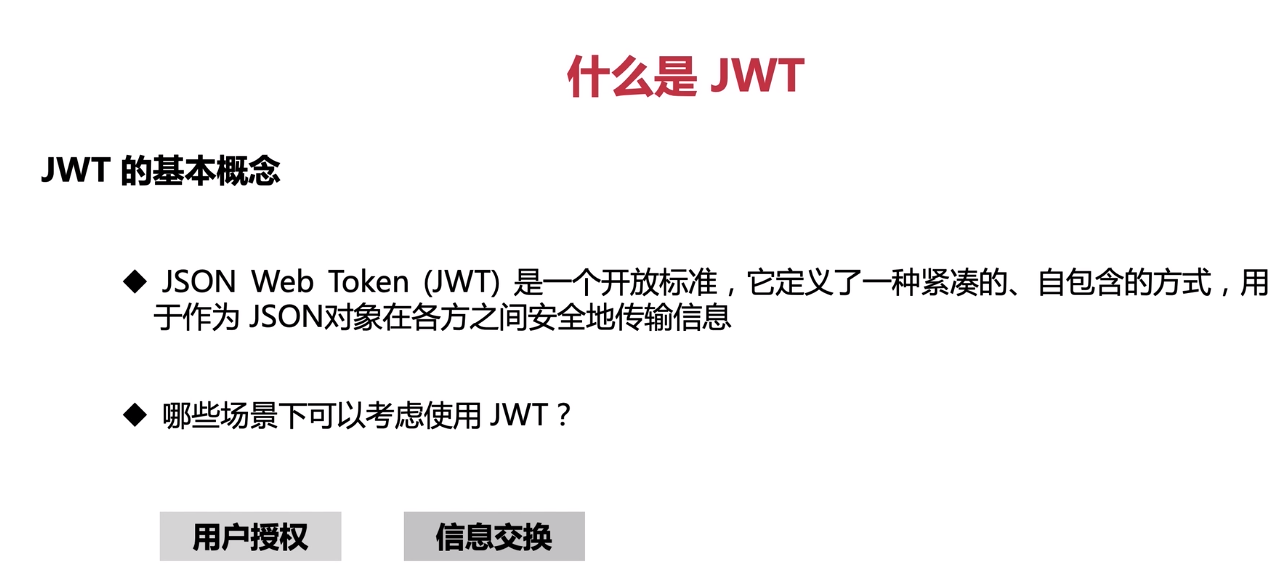 什么是 JWT
JWT 的基本概念
◆ JSON Web Token (JWT) 是一个开放标准，它定义了一种紧凑的、自包含的方式，用
于作为 JSON对象在各方之间安全地传输信息
◆ 哪些场景下可以考虑使用 JWT？
用户授权 信息交换